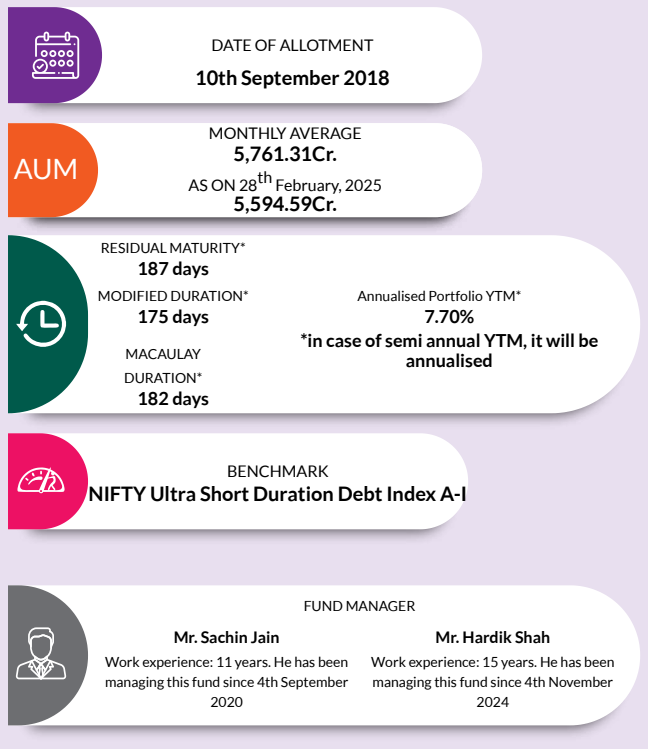 DATE OF ALLOTMENT
10th September 2018
AUM
MONTHLY AVERAGE
5,761.31Cr.
AS ON 28th February, 2025
5,594.59Cr.
RESIDUAL MATURITY*
187 days
MODIFIED DURATION*
175 days
MACAULAY
DURATION*
182 days
Annualised Portfolio YTM*
7.70%
*in case of semi annual YTM, it will be
annualised
BENCHMARK
NIFTY Ultra Short Duration Debt Index A-I
FUND MANAGER
Mr. Sachin Jain
Work experience: 11 years. He has been
managing this fund since 4th September
2020
Mr. Hardik Shah
Work experience: 15 years. He has been
managing this fund since 4th November
2024